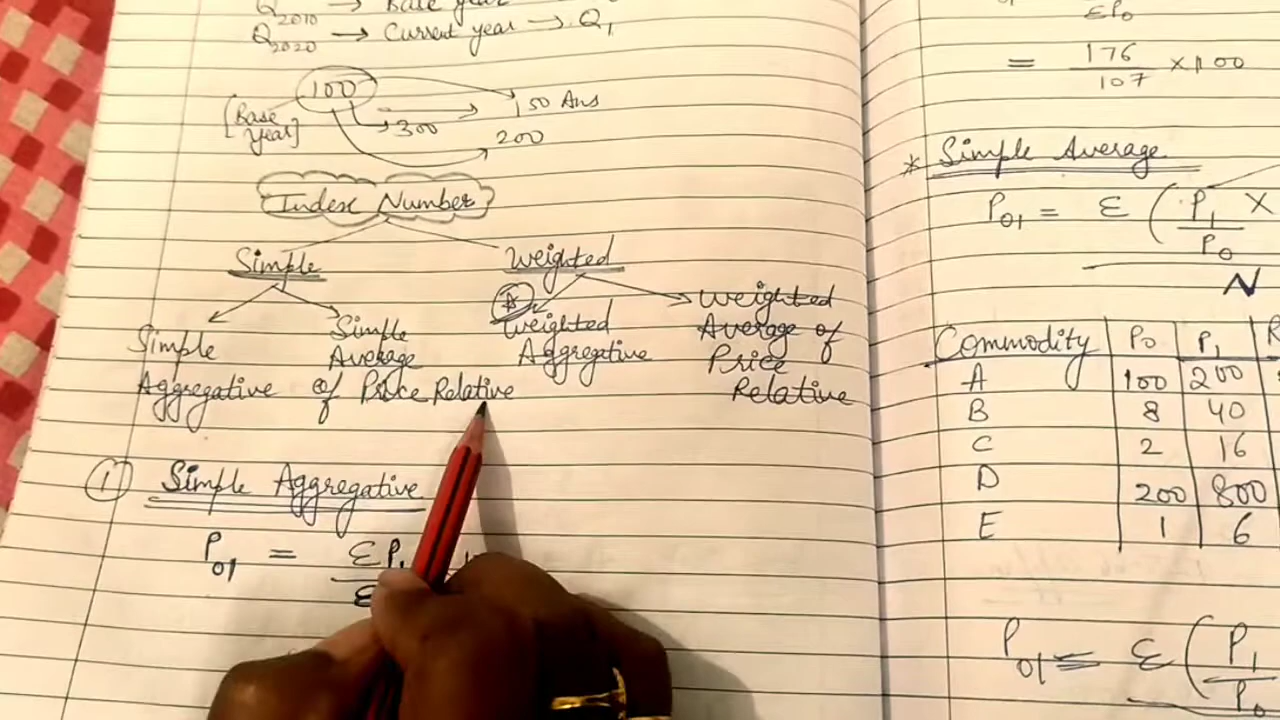 Q2010 → Base year
Q2020 → Current year → Q1
100
[Base year]
150 Ans
300
200
Index Number
Simple
Weighted
Simple Aggregative
Simple Average of Price Relative
Weighted Aggregative
Weighted Average of Price Relative
① Simple Aggregative
P01 = ΣP1
Σ
ΣP0
= 176/107 × 100
* Simple Average
P01 = Σ (P1/P0 ×
N
Commodity P0 P1 R
A 100 200
B 8 40
C 2 16
D 200 800
E 1 6
P01 = Σ (P1/P0